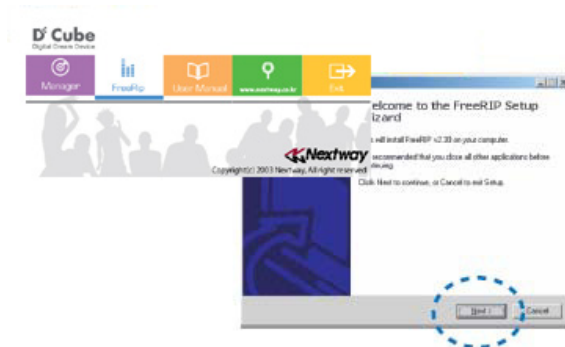 D² Cube
Digital Dream Device
Manager
FreeRip
User Manual
www.nextway.co.kr
Exit
Nextway
Copyright(c) 2003 Nextway, All right reserved
elcome to the FreeRIP Setup
izard
will install FreeRIP v2.30 on your computer.
recommended that you close all other applications before
Click Next to continue, or Cancel to exit Setup.
Next >
Cancel